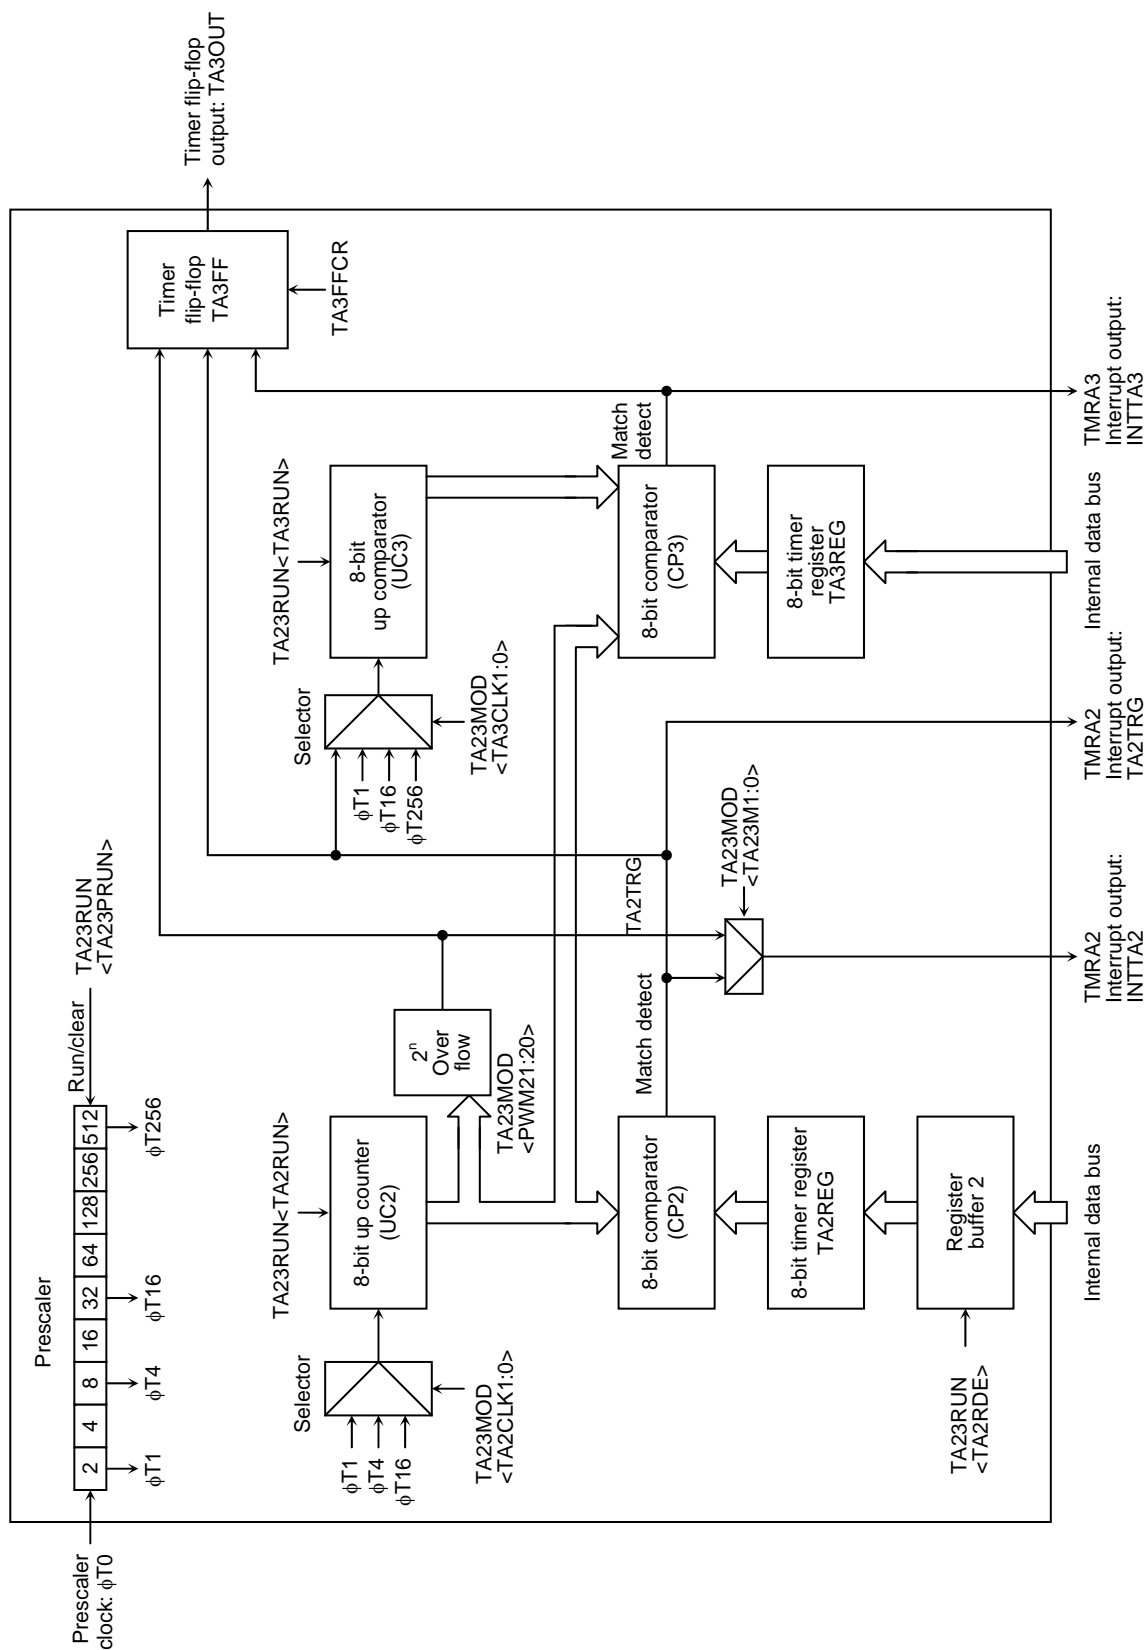 Prescaler
clock: ϕT0
Prescaler
2
4
8
16
32
64
128
256
512
Run/clear
TA23RUN
<TA23PRUN>
ϕT1
ϕT4
ϕT16
ϕT256
Timer flip-flop
output: TA3OUT
Timer
flip-flop
TA3FF
TA3FFCR
Selector
ϕT1
ϕT4
ϕT16
TA23MOD
<TA2CLK1:0>
TA23RUN<TA2RUN>
8-bit up counter
(UC2)
2ⁿ
Over
flow
TA23MOD
<PWM21:20>
Selector
ϕT1
ϕT16
ϕT256
TA23MOD
<TA3CLK1:0>
TA23RUN<TA3RUN>
8-bit
up comparator
(UC3)
TA2TRG
8-bit comparator
(CP2)
Match detect
TA23MOD
<TA23M1:0>
8-bit comparator
(CP3)
Match
detect
8-bit timer register
TA2REG
8-bit timer
register
TA3REG
TA23RUN
<TA2RDE>
Register
buffer 2
Internal data bus
TMRA2
Interrupt output:
INTTA2
TMRA2
Interrupt output:
TA2TRG
Internal data bus
TMRA3
Interrupt output:
INTTA3